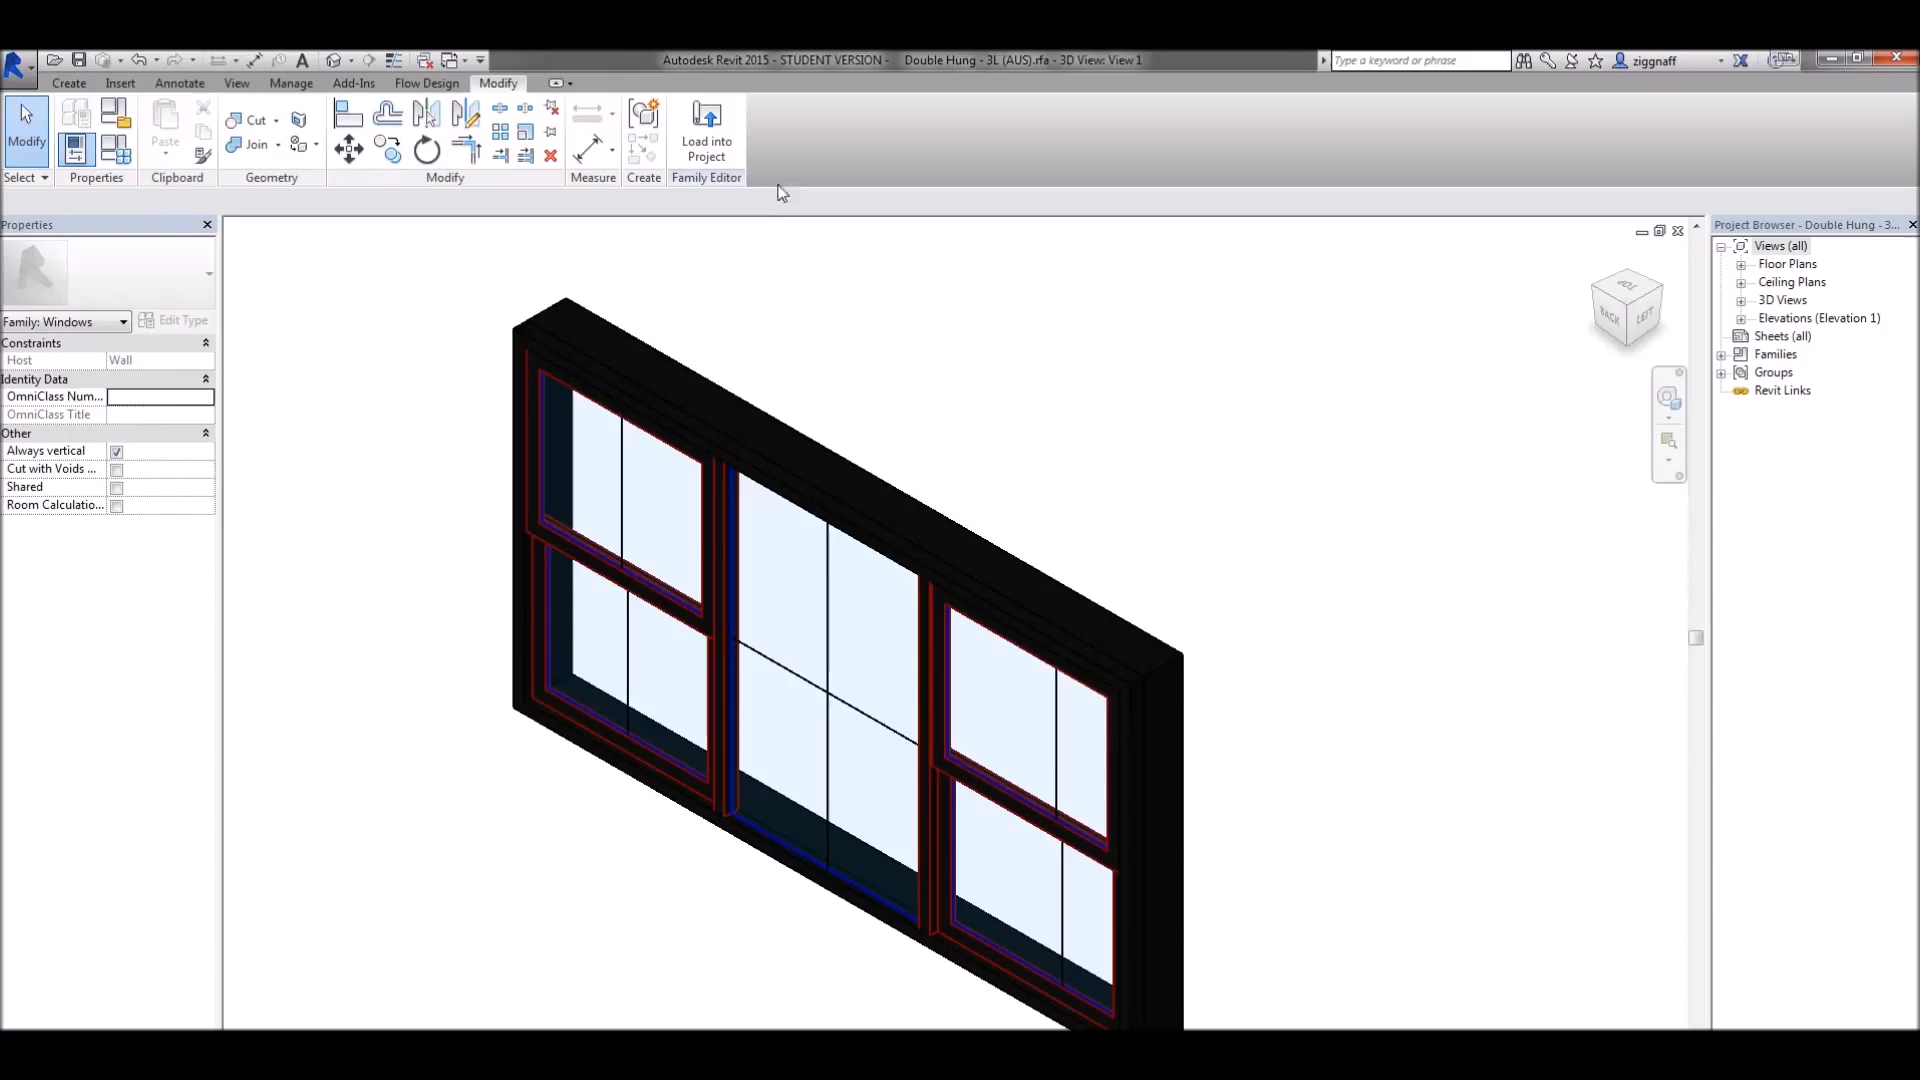 Autodesk Revit 2015 - STUDENT VERSION - Double Hung - 3L (AUS).rfa - 3D View: View 1
Type a keyword or phrase
ziggnaff
Create Insert Annotate View Manage Add-Ins Flow Design Modify
Modify
Paste
Cut
Join
Load into
Project
Select Properties Clipboard Geometry Modify Measure Create Family Editor
Properties
Family: Windows
Edit Type
Constraints
Host Wall
Identity Data
OmniClass Num...
OmniClass Title
Other
Always vertical
Cut with Voids ...
Shared
Room Calculatio...
TOP
BACK
LEFT
Project Browser - Double Hung - 3...
Views (all)
Floor Plans
Ceiling Plans
3D Views
Elevations (Elevation 1)
Sheets (all)
Families
Groups
Revit Links